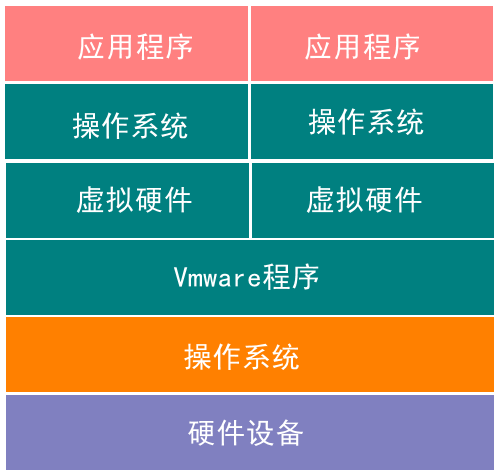 应用程序 应用程序
操作系统 操作系统
虚拟硬件 虚拟硬件
Vmware程序
操作系统
硬件设备